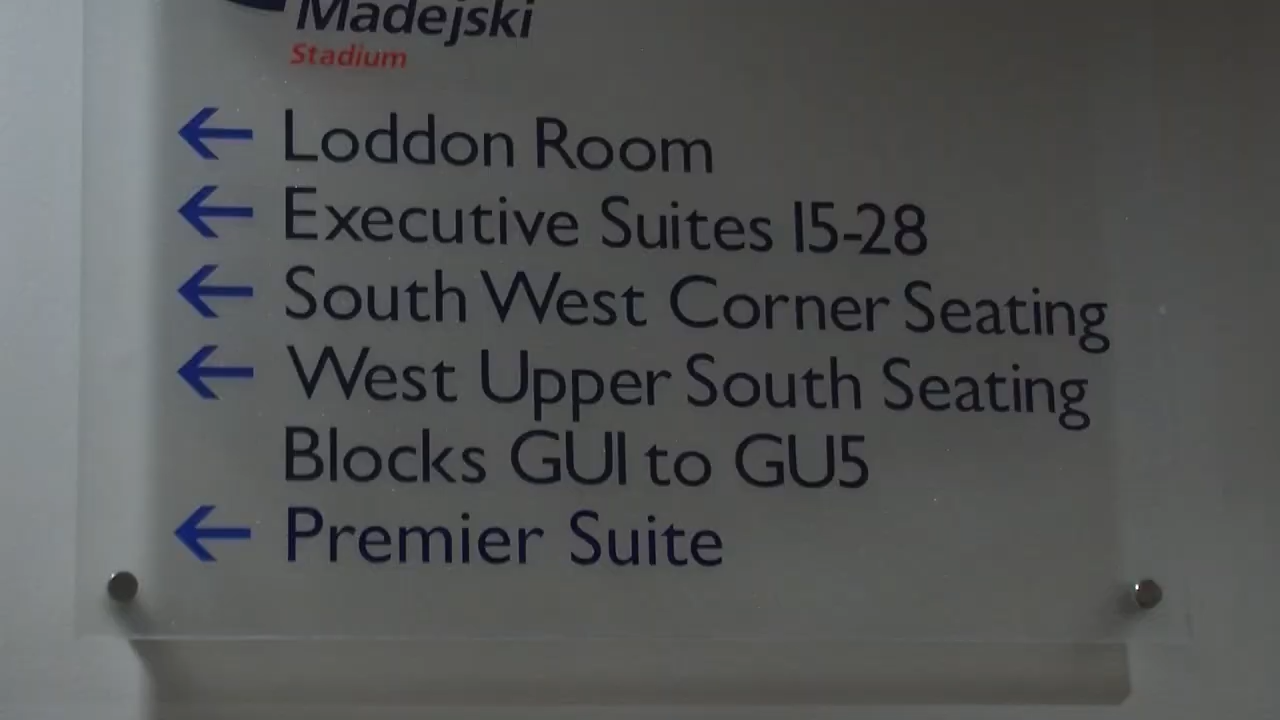 Madejski
Stadium
← Loddon Room
← Executive Suites 15-28
← South West Corner Seating
← West Upper South Seating
Blocks GU1 to GU5
← Premier Suite